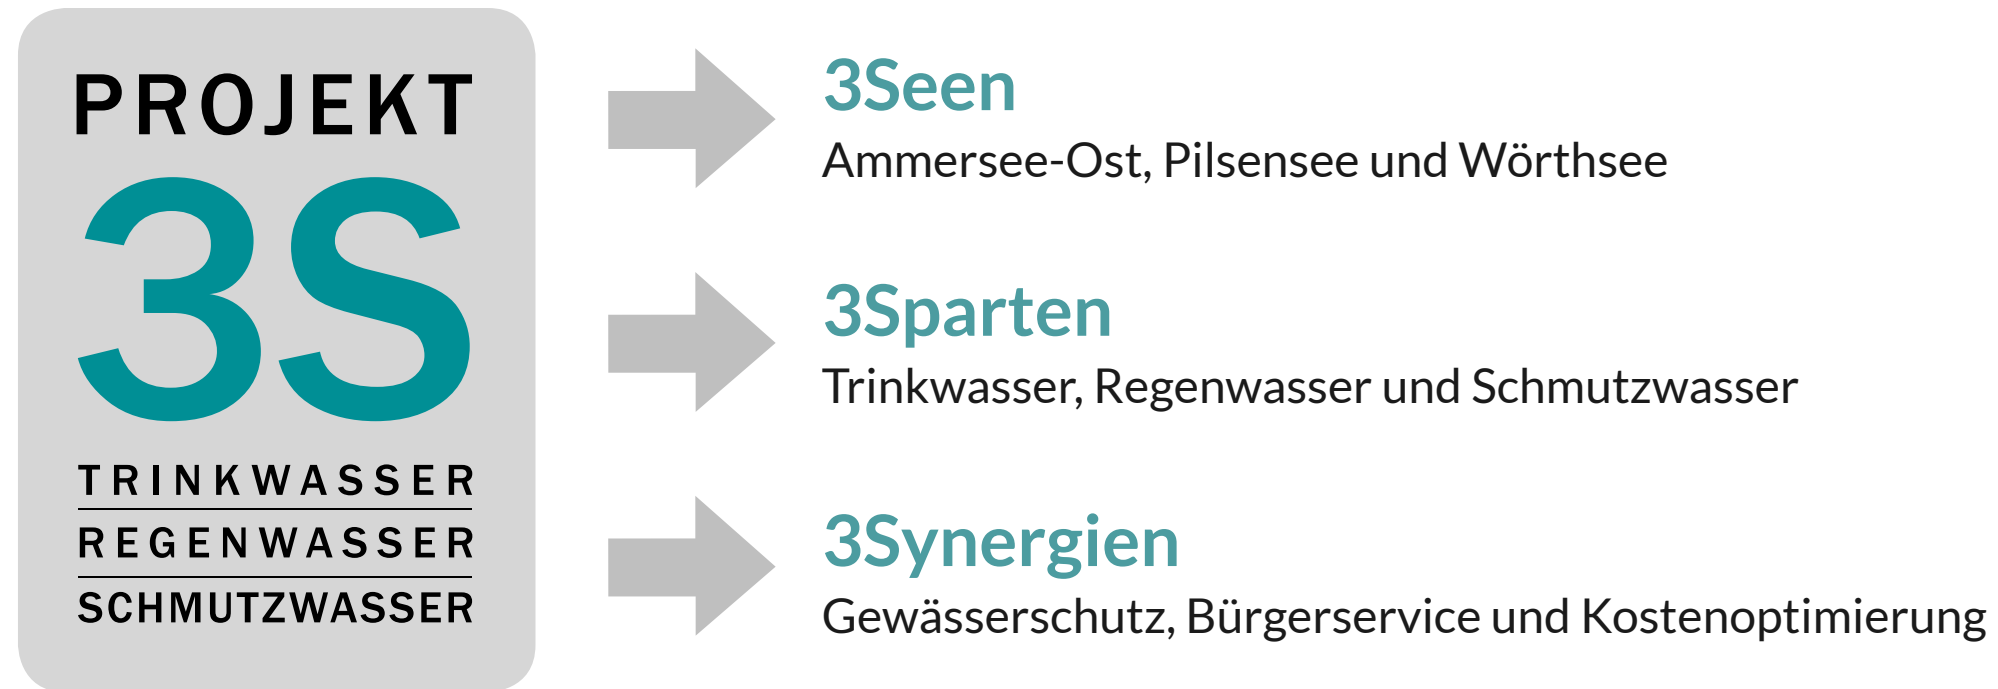 PROJEKT
3S
TRINKWASSER
REGENWASSER
SCHMUTZWASSER
3Seen
Ammersee-Ost, Pilsensee und Wörthsee
3Sparten
Trinkwasser, Regenwasser und Schmutzwasser
3Synergien
Gewässerschutz, Bürgerservice und Kostenoptimierung